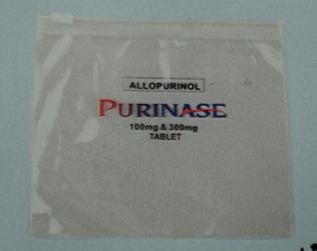 ALLOPURINOL
PURINASE
100mg & 300mg
TABLET